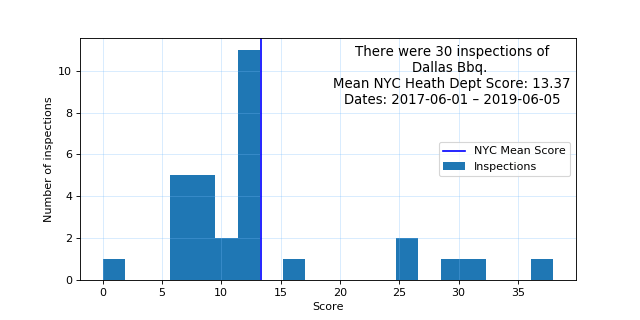 There were 30 inspections of
Dallas Bbq.
Mean NYC Heath Dept Score: 13.37
Dates: 2017-06-01 – 2019-06-05
NYC Mean Score
Inspections
Number of inspections
10
8
6
4
2
0
0 5 10 15 20 25 30 35
Score